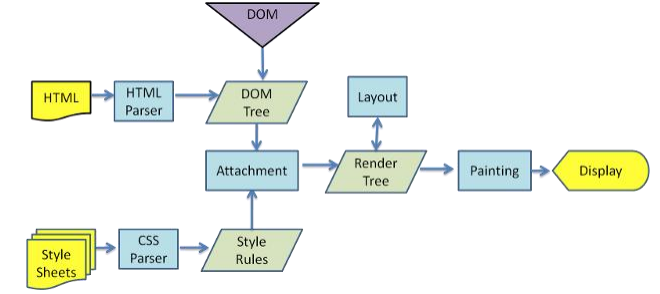 DOM
HTML
HTML
Parser
DOM
Tree
Layout
Attachment
Render
Tree
Painting
Display
Style
Sheets
CSS
Parser
Style
Rules